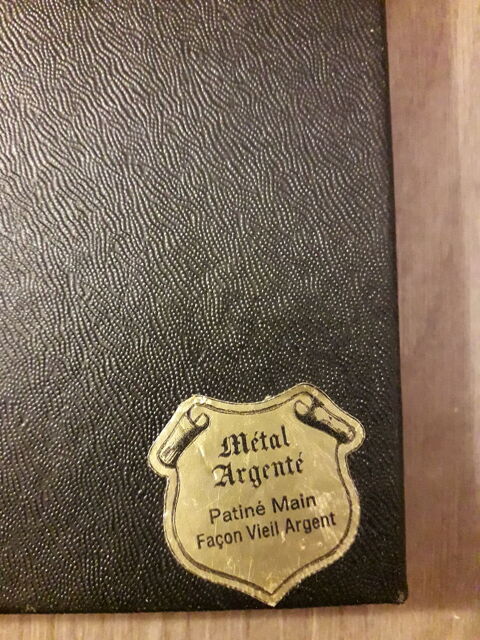 Métal
Argenté
Patiné Main
Façon Vieil Argent